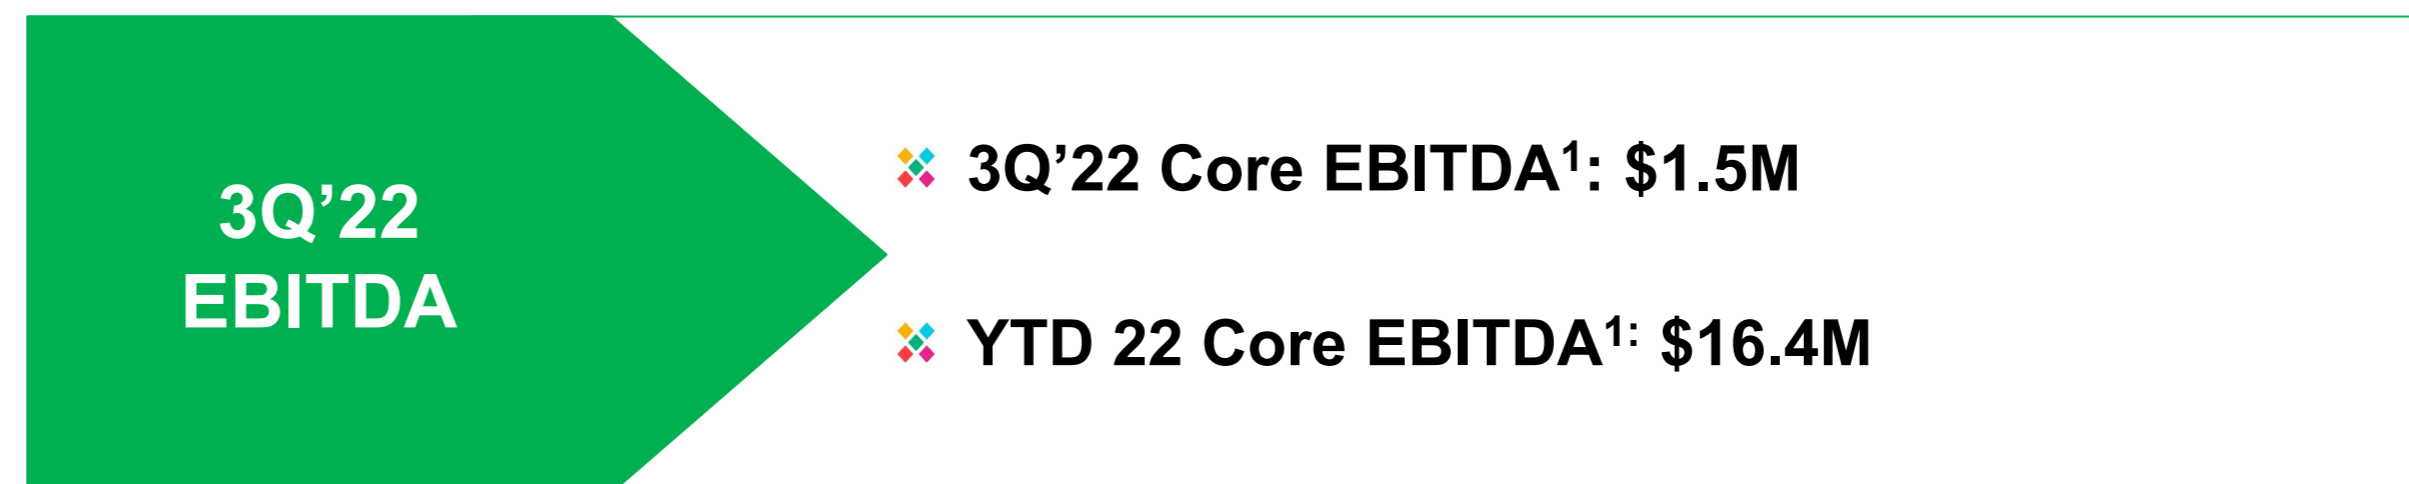 3Q’22
EBITDA
3Q’22 Core EBITDA¹: $1.5M
YTD 22 Core EBITDA¹: $16.4M